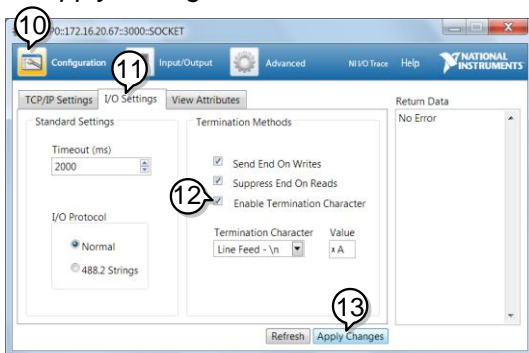 10
P0::172.16.20.67::3000::SOCKET
Configuration
11
Input/Output
Advanced
NI I/O Trace
Help
NATIONAL
INSTRUMENTS
TCP/IP Settings
I/O Settings
View Attributes
Return Data
Standard Settings
Termination Methods
No Error
Timeout (ms)
2000
Send End On Writes
Suppress End On Reads
12
Enable Termination Character
I/O Protocol
Normal
488.2 Strings
Termination Character
Value
Line Feed - \n
x A
13
Refresh
Apply Changes